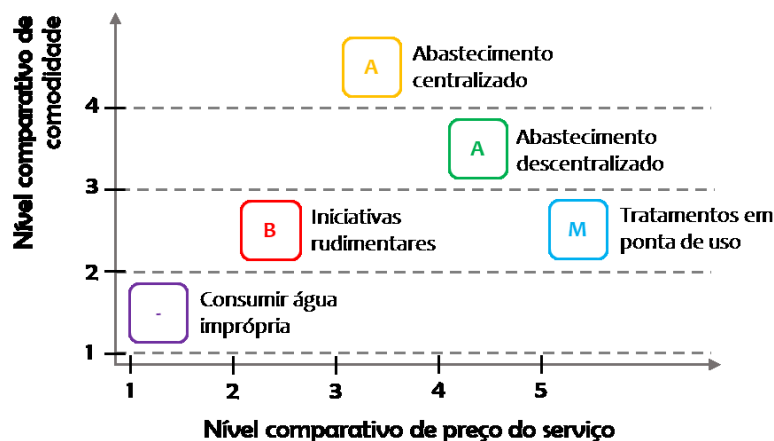 Nível comparativo de
comodidade
A
Abastecimento
centralizado
4
A
Abastecimento
descentralizado
3
B
Iniciativas
rudimentares
M
Tratamentos em
ponta de uso
2
-
Consumir água
imprópria
1
1 2 3 4 5
Nível comparativo de preço do serviço